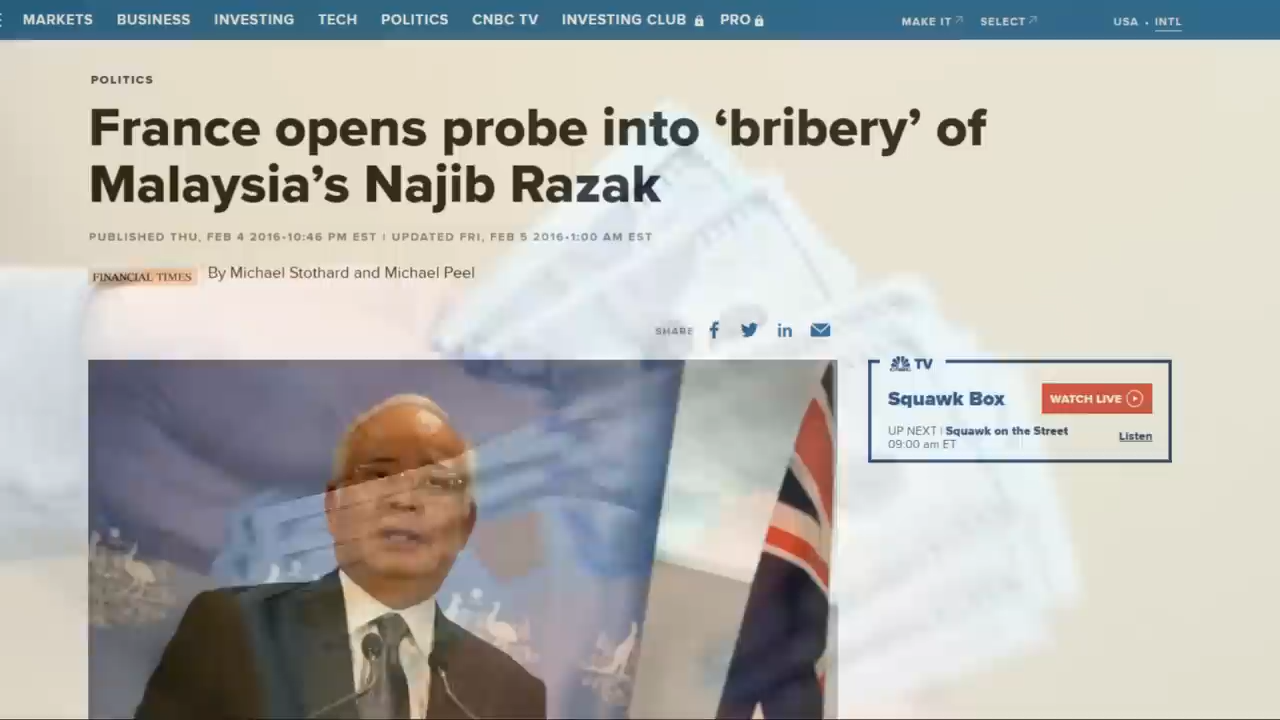 MARKETS BUSINESS INVESTING TECH POLITICS CNBC TV INVESTING CLUB PRO MAKE IT SELECT USA • INTL
POLITICS
France opens probe into ‘bribery’ of
Malaysia’s Najib Razak
PUBLISHED THU, FEB 4 2016•10:46 PM EST | UPDATED FRI, FEB 5 2016•1:00 AM EST
FINANCIAL TIMES By Michael Stothard and Michael Peel
SHARE f in
TV
Squawk Box WATCH LIVE
UP NEXT | Squawk on the Street
09:00 am ET Listen